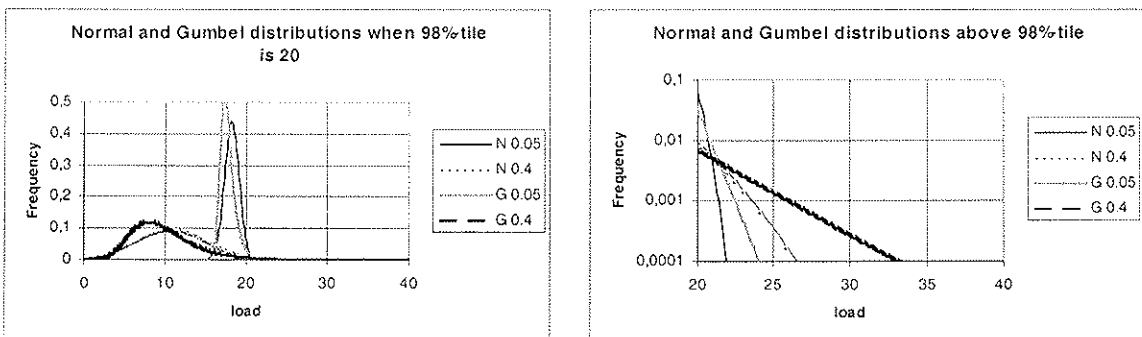 Normal and Gumbel distributions when 98%tile
is 20
0,5
0,4
0,3
0,2
0,1
0
Frequency
0
10
20
30
40
load
N 0.05
N 0.4
G 0.05
G 0.4
Normal and Gumbel distributions above 98%tile
0,1
0,01
0,001
0,0001
Frequency
20
25
30
35
40
load
N 0.05
N 0.4
G 0.05
G 0.4